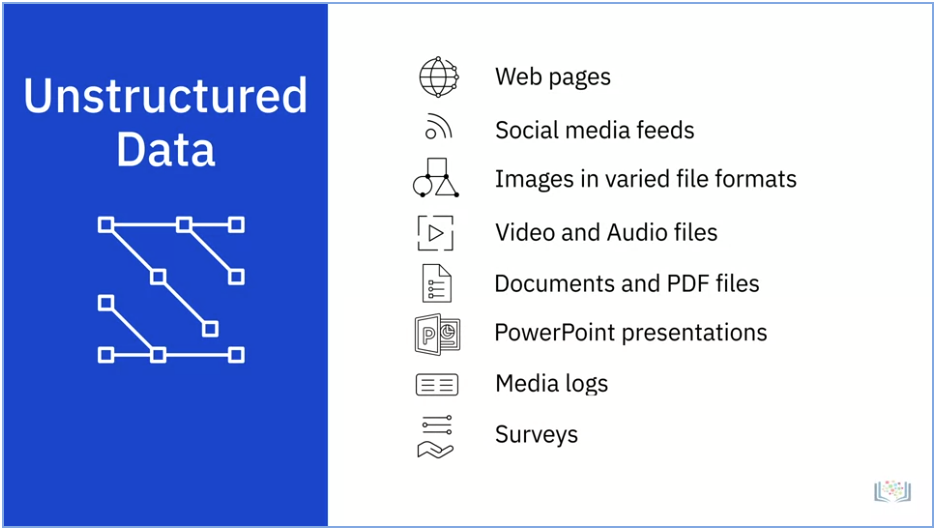 Unstructured
Data
Web pages
Social media feeds
Images in varied file formats
Video and Audio files
Documents and PDF files
P
PowerPoint presentations
Media logs
Surveys